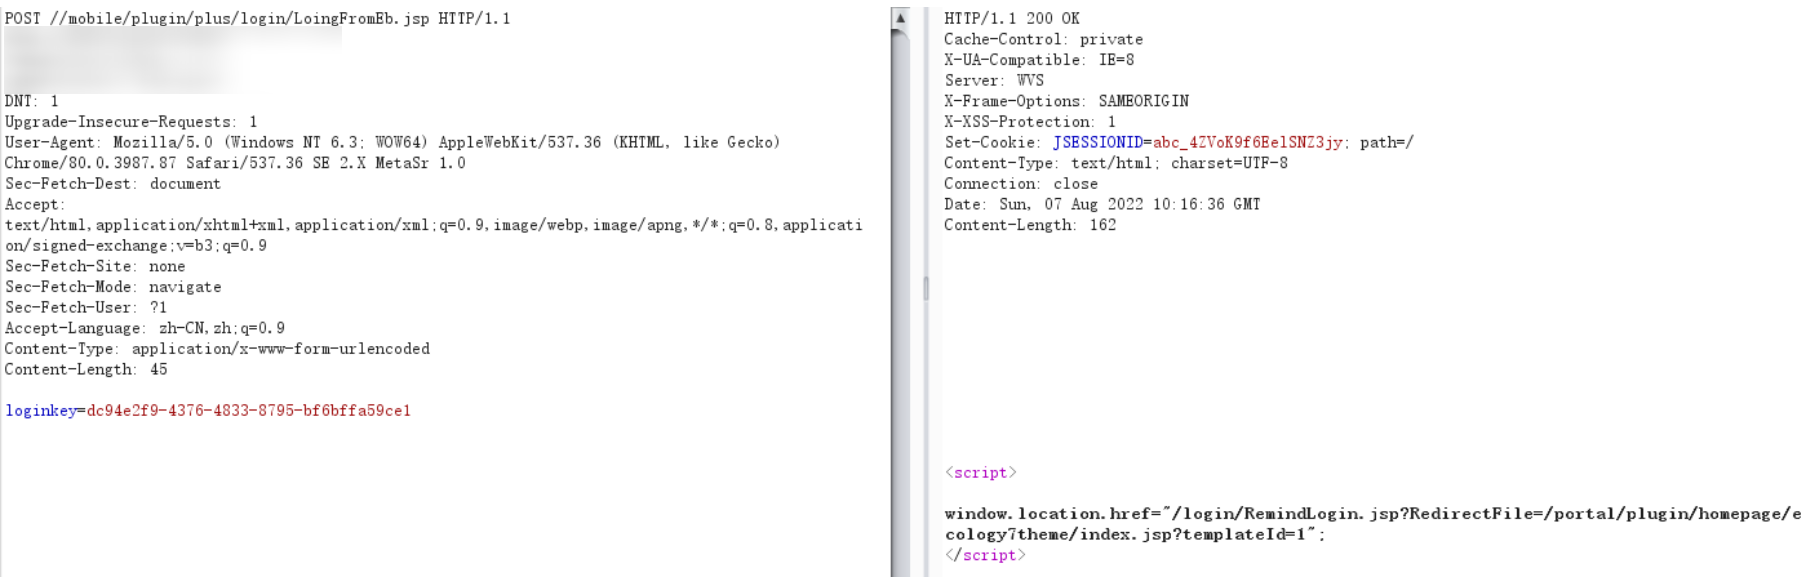 POST //mobile/plugin/plus/login/LoingFromEb.jsp HTTP/1.1
DNT: 1
Upgrade-Insecure-Requests: 1
User-Agent: Mozilla/5.0 (Windows NT 6.3; WOW64) AppleWebKit/537.36 (KHTML, like Gecko)
Chrome/80.0.3987.87 Safari/537.36 SE 2.X MetaSr 1.0
Sec-Fetch-Dest: document
Accept:
text/html,application/xhtml+xml,application/xml;q=0.9,image/webp,image/apng,*/*;q=0.8,applicati
on/signed-exchange;v=b3;q=0.9
Sec-Fetch-Site: none
Sec-Fetch-Mode: navigate
Sec-Fetch-User: ?1
Accept-Language: zh-CN,zh;q=0.9
Content-Type: application/x-www-form-urlencoded
Content-Length: 45
loginkey=dc94e2f9-4376-4833-8795-bf6bffa59ce1
HTTP/1.1 200 OK
Cache-Control: private
X-UA-Compatible: IE=8
Server: WVS
X-Frame-Options: SAMEORIGIN
X-XSS-Protection: 1
Set-Cookie: JSESSIONID=abc_4ZVoK9f6EelSNZ3jy; path=/
Content-Type: text/html; charset=UTF-8
Connection: close
Date: Sun, 07 Aug 2022 10:16:36 GMT
Content-Length: 162
<script>
window.location.href="/login/RemindLogin.jsp?RedirectFile=/portal/plugin/homepage/e
cology7theme/index.jsp?templateId=1";
</script>